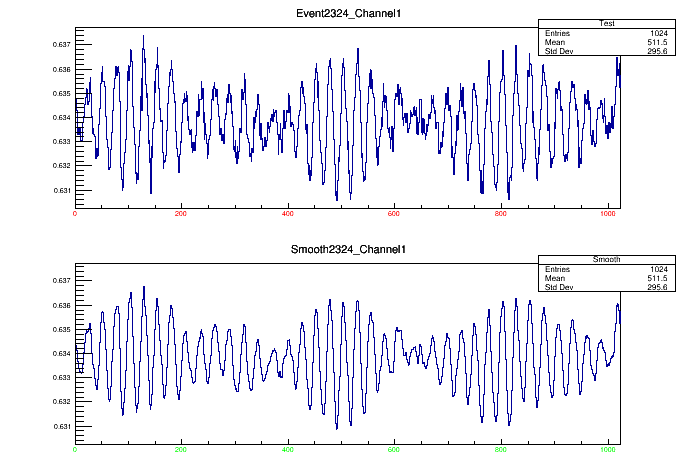 Event2324_Channel1
Test
Entries 1024
Mean 511.5
Std Dev 295.6
0.637
0.636
0.635
0.634
0.633
0.632
0.631
0 200 400 600 800 1000
Smooth2324_Channel1
Smooth
Entries 1024
Mean 511.5
Std Dev 295.6
0.637
0.636
0.635
0.634
0.633
0.632
0.631
0 200 400 600 800 1000